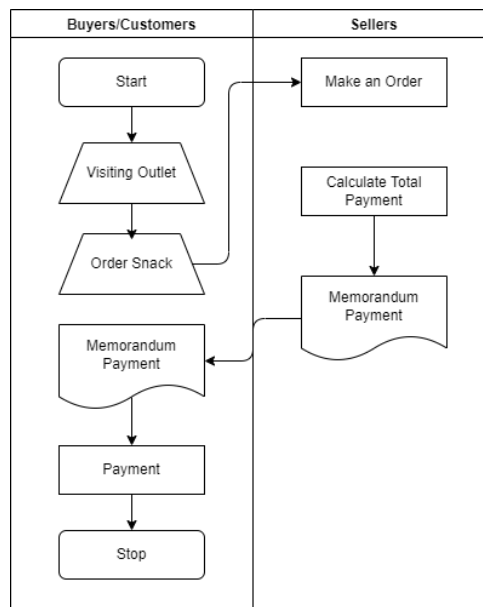 Buyers/Customers
Sellers
Start
Make an Order
Visiting Outlet
Calculate Total
Payment
Order Snack
Memorandum
Payment
Memorandum
Payment
Payment
Stop